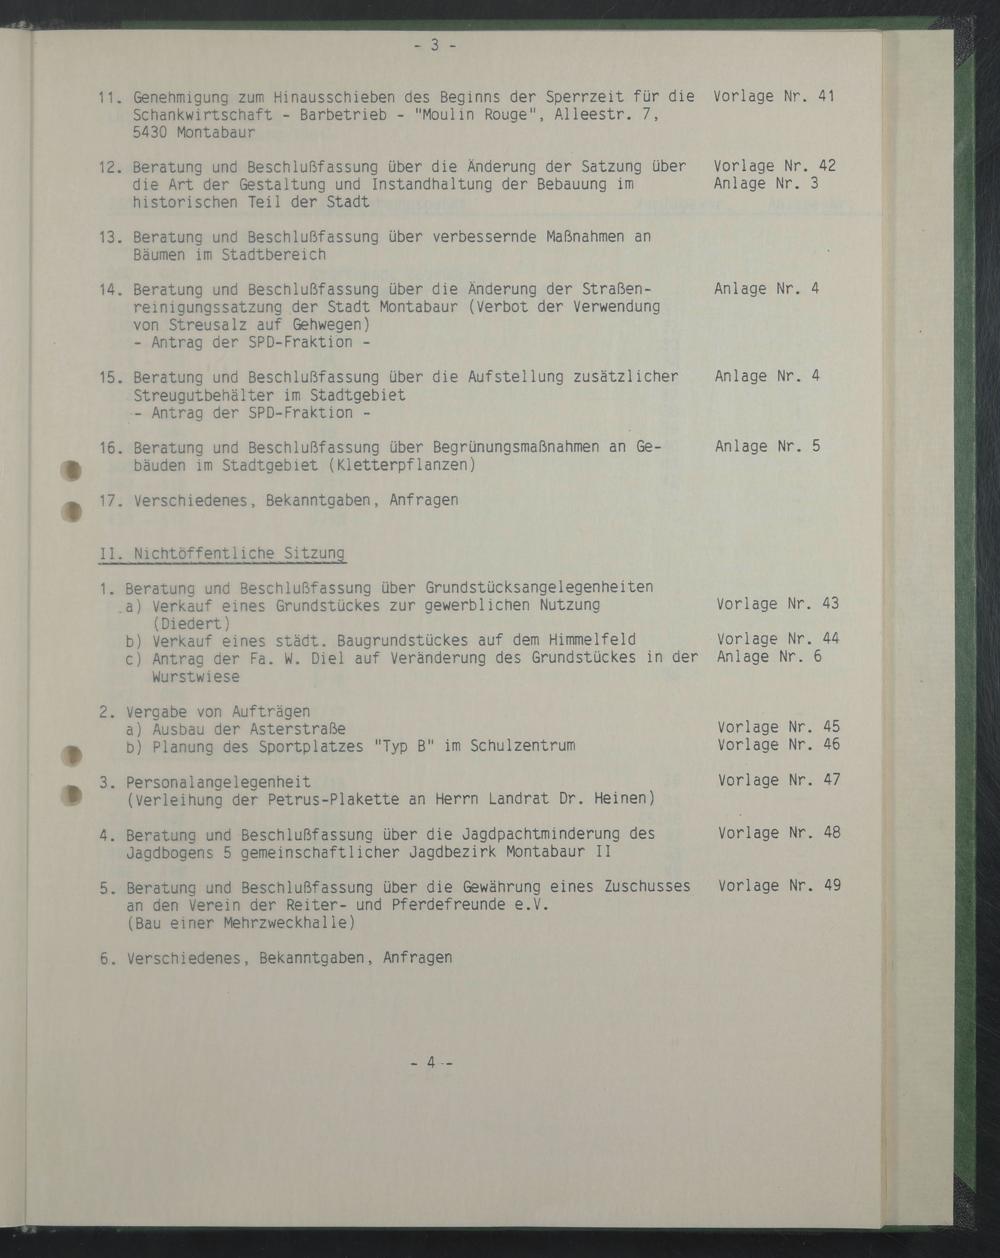 - 3 -
11. Genehmigung zum Hinausschieben des Beginns der Sperrzeit für die Vorlage Nr. 41
Schankwirtschaft - Barbetrieb - "Moulin Rouge", Alleestr. 7,
5430 Montabaur
12. Beratung und Beschlußfassung über die Änderung der Satzung über Vorlage Nr. 42
die Art der Gestaltung und Instandhaltung der Bebauung im Anlage Nr. 3
historischen Teil der Stadt
13. Beratung und Beschlußfassung über verbessernde Maßnahmen an
Bäumen im Stadtbereich
14. Beratung und Beschlußfassung über die Änderung der Straßen- Anlage Nr. 4
reinigungssatzung der Stadt Montabaur (Verbot der Verwendung
von Streusalz auf Gehwegen)
- Antrag der SPD-Fraktion -
15. Beratung und Beschlußfassung über die Aufstellung zusätzlicher Anlage Nr. 4
Streugutbehälter im Stadtgebiet
- Antrag der SPD-Fraktion -
16. Beratung und Beschlußfassung über Begrünungsmaßnahmen an Ge- Anlage Nr. 5
bäuden im Stadtgebiet (Kletterpflanzen)
17. Verschiedenes, Bekanntgaben, Anfragen
II. Nichtöffentliche Sitzung
1. Beratung und Beschlußfassung über Grundstücksangelegenheiten
a) Verkauf eines Grundstückes zur gewerblichen Nutzung Vorlage Nr. 43
(Diedert)
b) Verkauf eines städt. Baugrundstückes auf dem Himmelfeld Vorlage Nr. 44
c) Antrag der Fa. W. Diel auf Veränderung des Grundstückes in der Anlage Nr. 6
Wurstwiese
2. Vergabe von Aufträgen
a) Ausbau der Asterstraße Vorlage Nr. 45
b) Planung des Sportplatzes "Typ B" im Schulzentrum Vorlage Nr. 46
3. Personalangelegenheit Vorlage Nr. 47
(Verleihung der Petrus-Plakette an Herrn Landrat Dr. Heinen)
4. Beratung und Beschlußfassung über die Jagdpachtminderung des Vorlage Nr. 48
Jagdbogens 5 gemeinschaftlicher Jagdbezirk Montabaur II
5. Beratung und Beschlußfassung über die Gewährung eines Zuschusses Vorlage Nr. 49
an den Verein der Reiter- und Pferdefreunde e.V.
(Bau einer Mehrzweckhalle)
6. Verschiedenes, Bekanntgaben, Anfragen
- 4 -